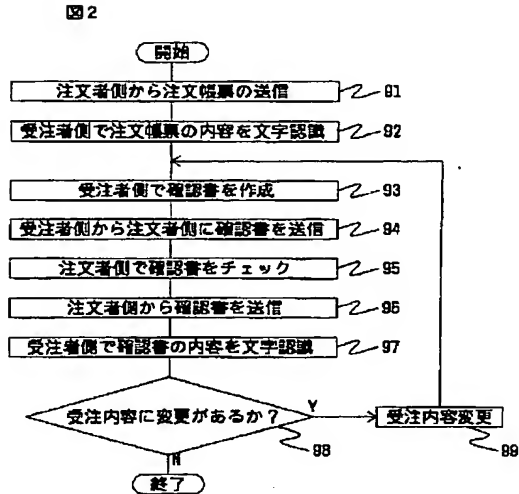 図2
開始
注文者側から注文帳票の送信 91
受注者側で注文帳票の内容を文字認識 92
受注者側で確認書を作成 93
受注者側から注文者側に確認書を送信 94
注文者側で確認書をチェック 95
注文者側から確認書を送信 96
受注者側で確認書の内容を文字認識 97
受注内容に変更があるか? Y 受注内容変更
98 99
N
終了